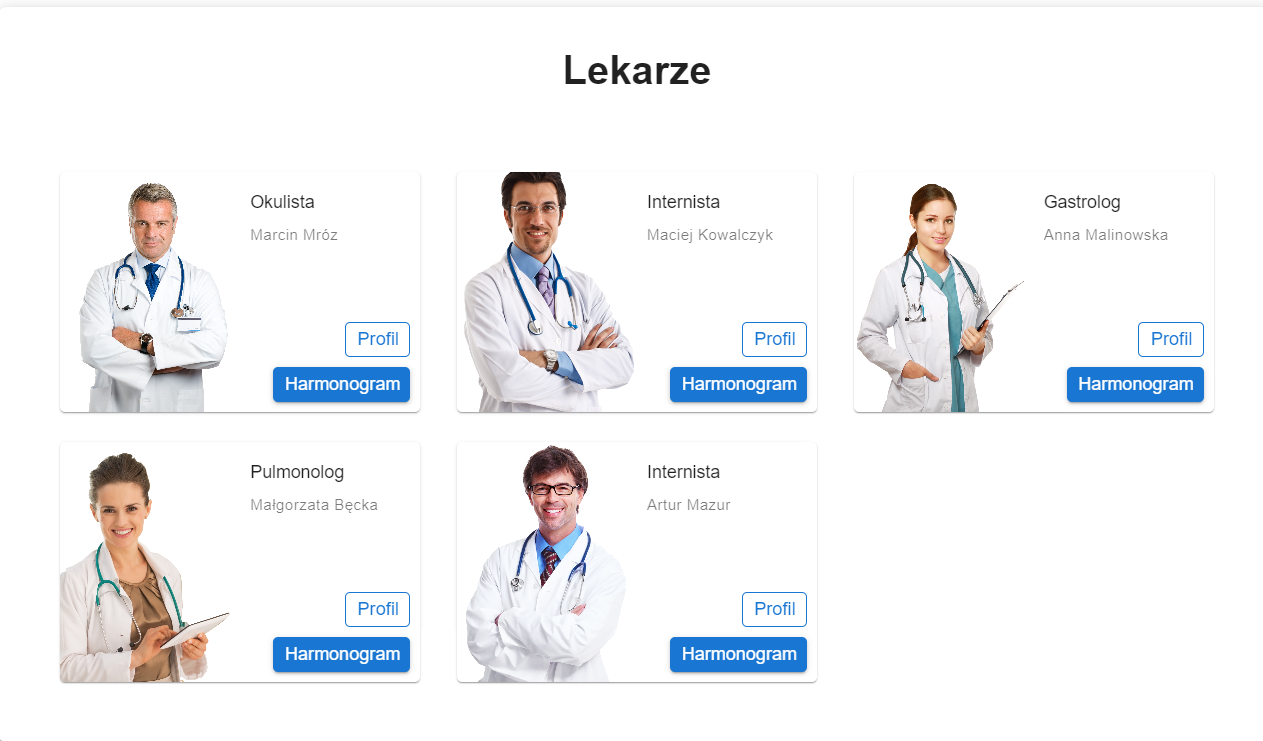 Lekarze
Okulista
Marcin Mróz
Profil
Harmonogram
Internista
Maciej Kowalczyk
Profil
Harmonogram
Gastrolog
Anna Malinowska
Profil
Harmonogram
Pulmonolog
Małgorzata Bęcka
Profil
Harmonogram
Internista
Artur Mazur
Profil
Harmonogram